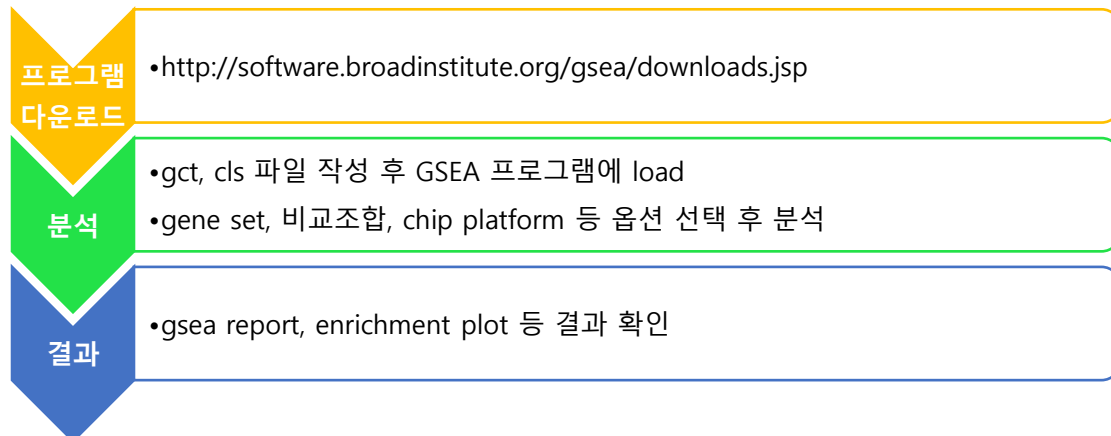 프로그램
다운로드
•http://software.broadinstitute.org/gsea/downloads.jsp
분석
•gct, cls 파일 작성 후 GSEA 프로그램에 load
•gene set, 비교조합, chip platform 등 옵션 선택 후 분석
결과
•gsea report, enrichment plot 등 결과 확인